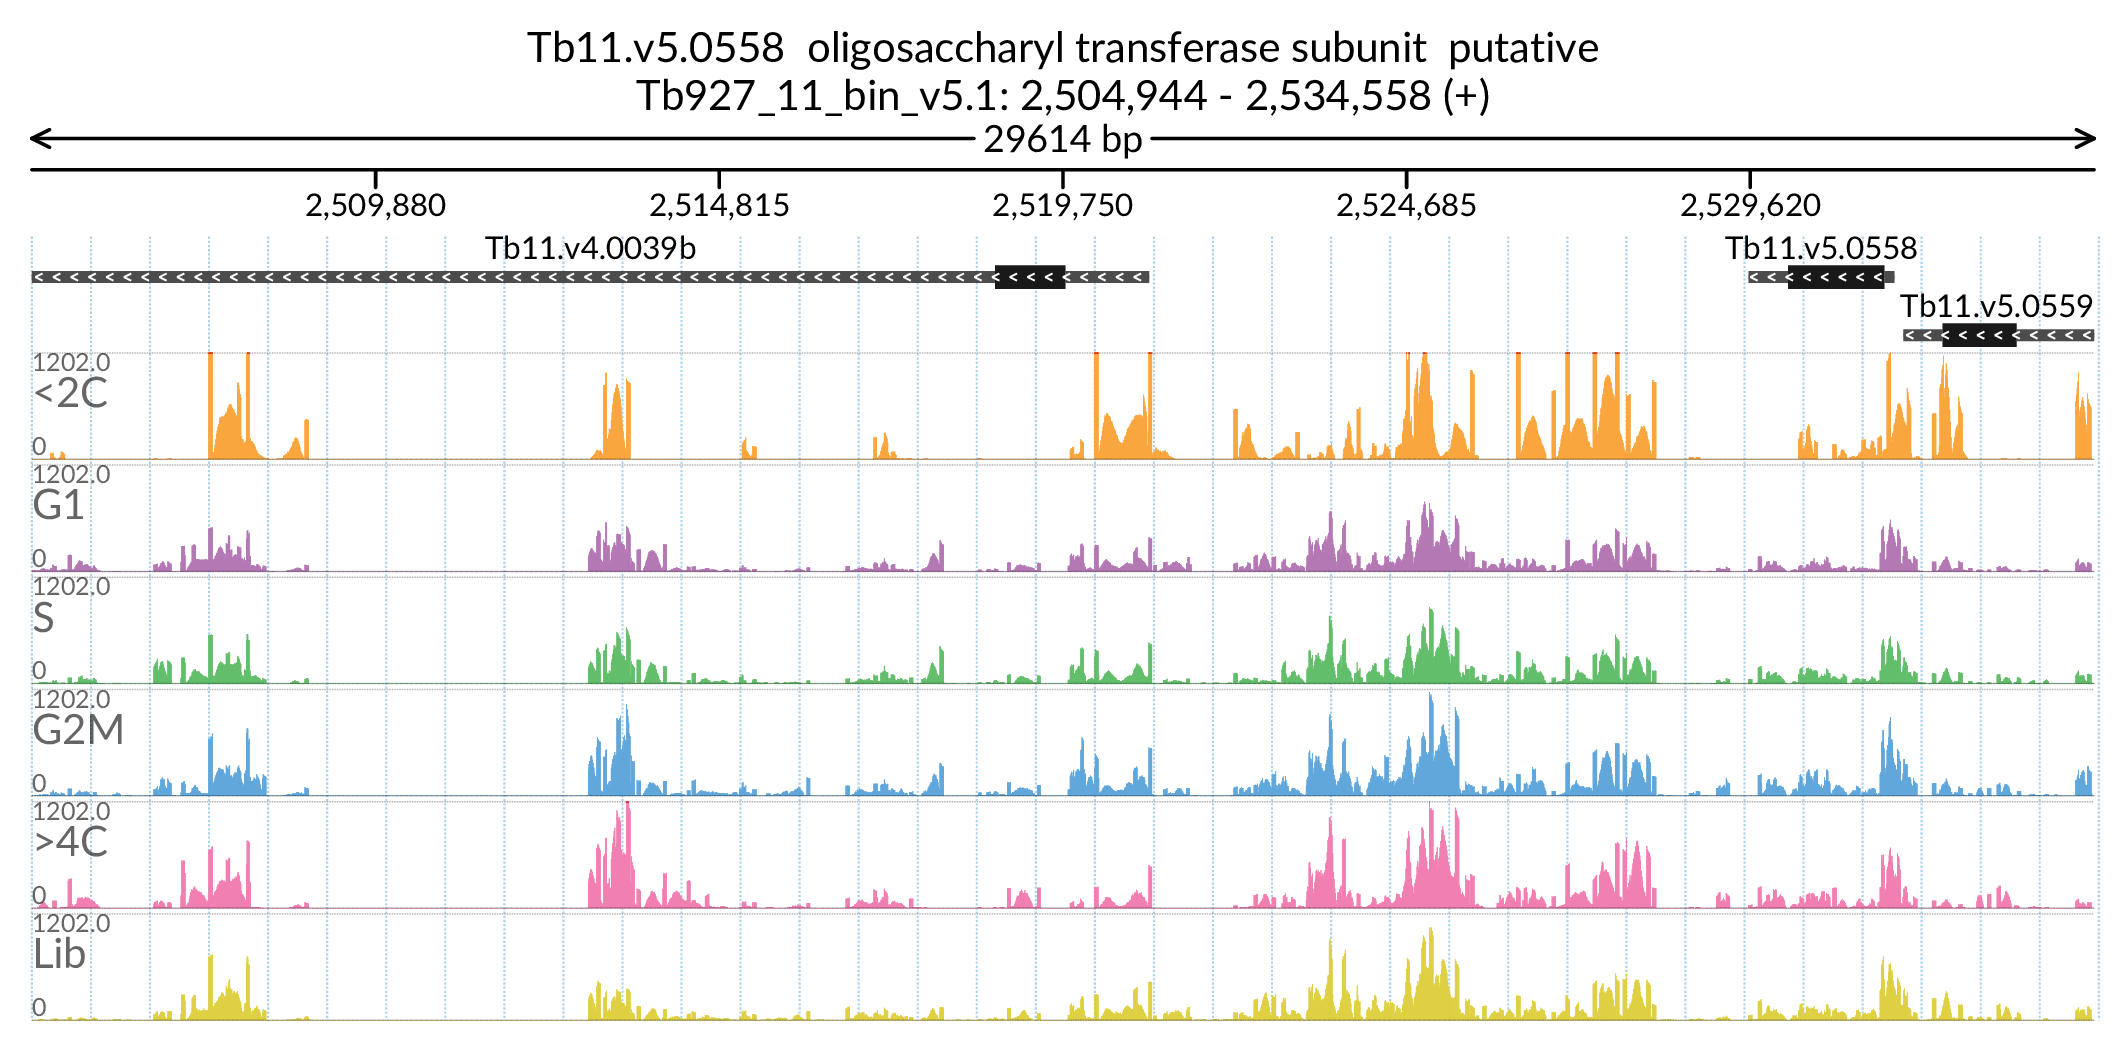 Tb11.v5.0558 oligosaccharyl transferase subunit putative
Tb927_11_bin_v5.1: 2,504,944 - 2,534,558 (+)
29614 bp
2,509,880 2,514,815 2,519,750 2,524,685 2,529,620
Tb11.v4.0039b Tb11.v5.0558
Tb11.v5.0559
1202.0
<2C
0
1202.0
G1
0
1202.0
S
0
1202.0
G2M
0
1202.0
>4C
0
1202.0
Lib
0